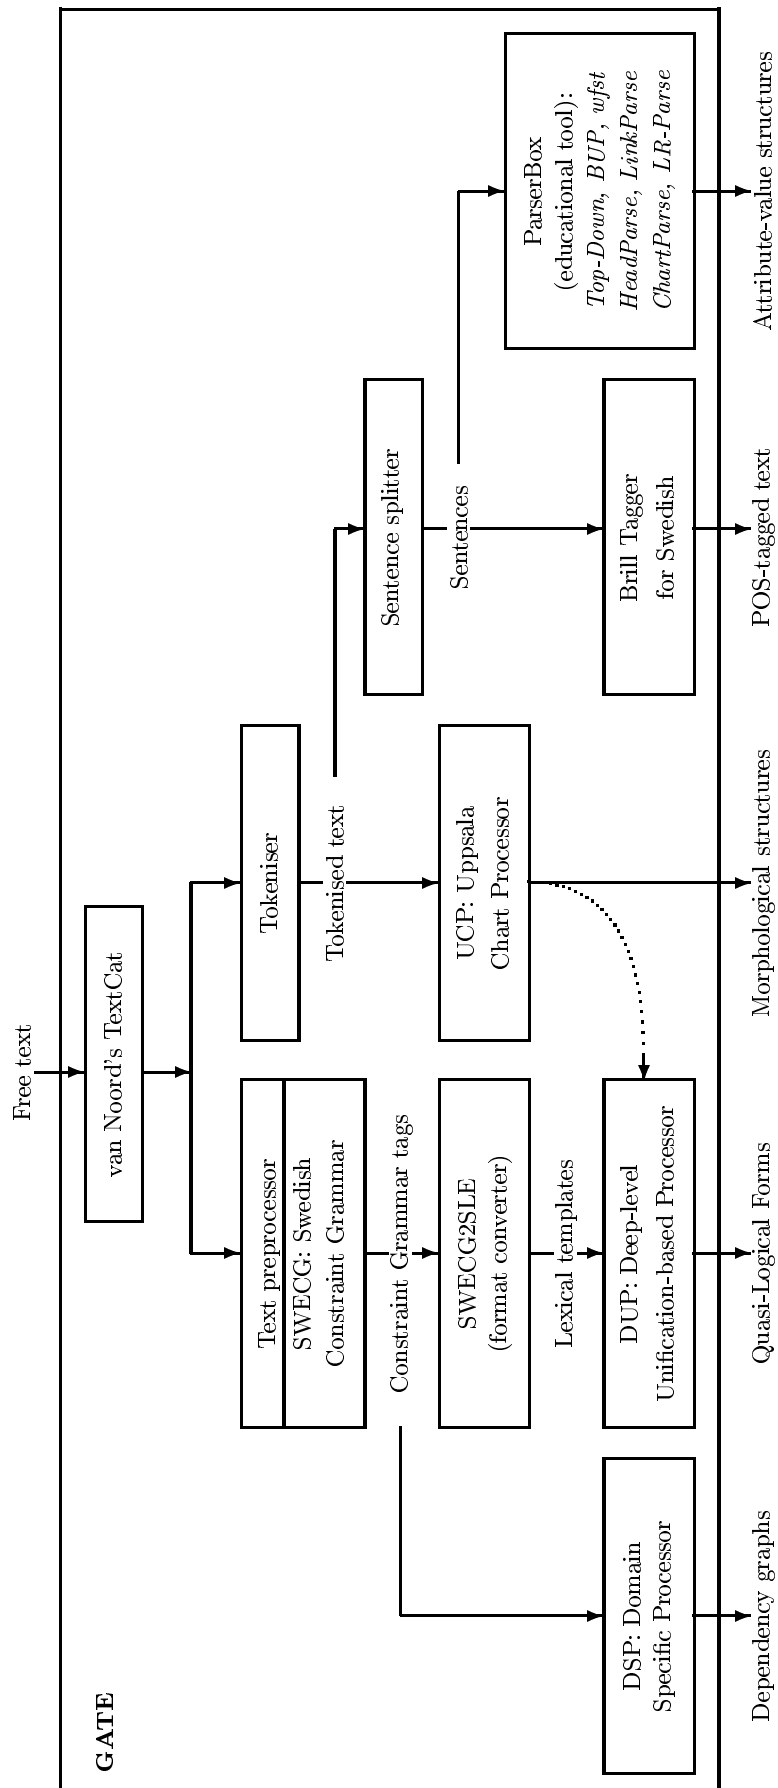 Free text
GATE
van Noord's TextCat
Text preprocessor
SWECG: Swedish
Constraint Grammar
Tokeniser
Tokenised text
Sentence splitter
Constraint Grammar tags
SWECG2SLE
(format converter)
UCP: Uppsala
Chart Processor
Sentences
ParserBox
(educational tool):
Top-Down, BUP, wfst
HeadParse, LinkParse
ChartParse, LR-Parse
Lexical templates
DSP: Domain
Specific Processor
DUP: Deep-level
Unification-based Processor
Brill Tagger
for Swedish
Dependency graphs
Quasi-Logical Forms
Morphological structures
POS-tagged text
Attribute-value structures